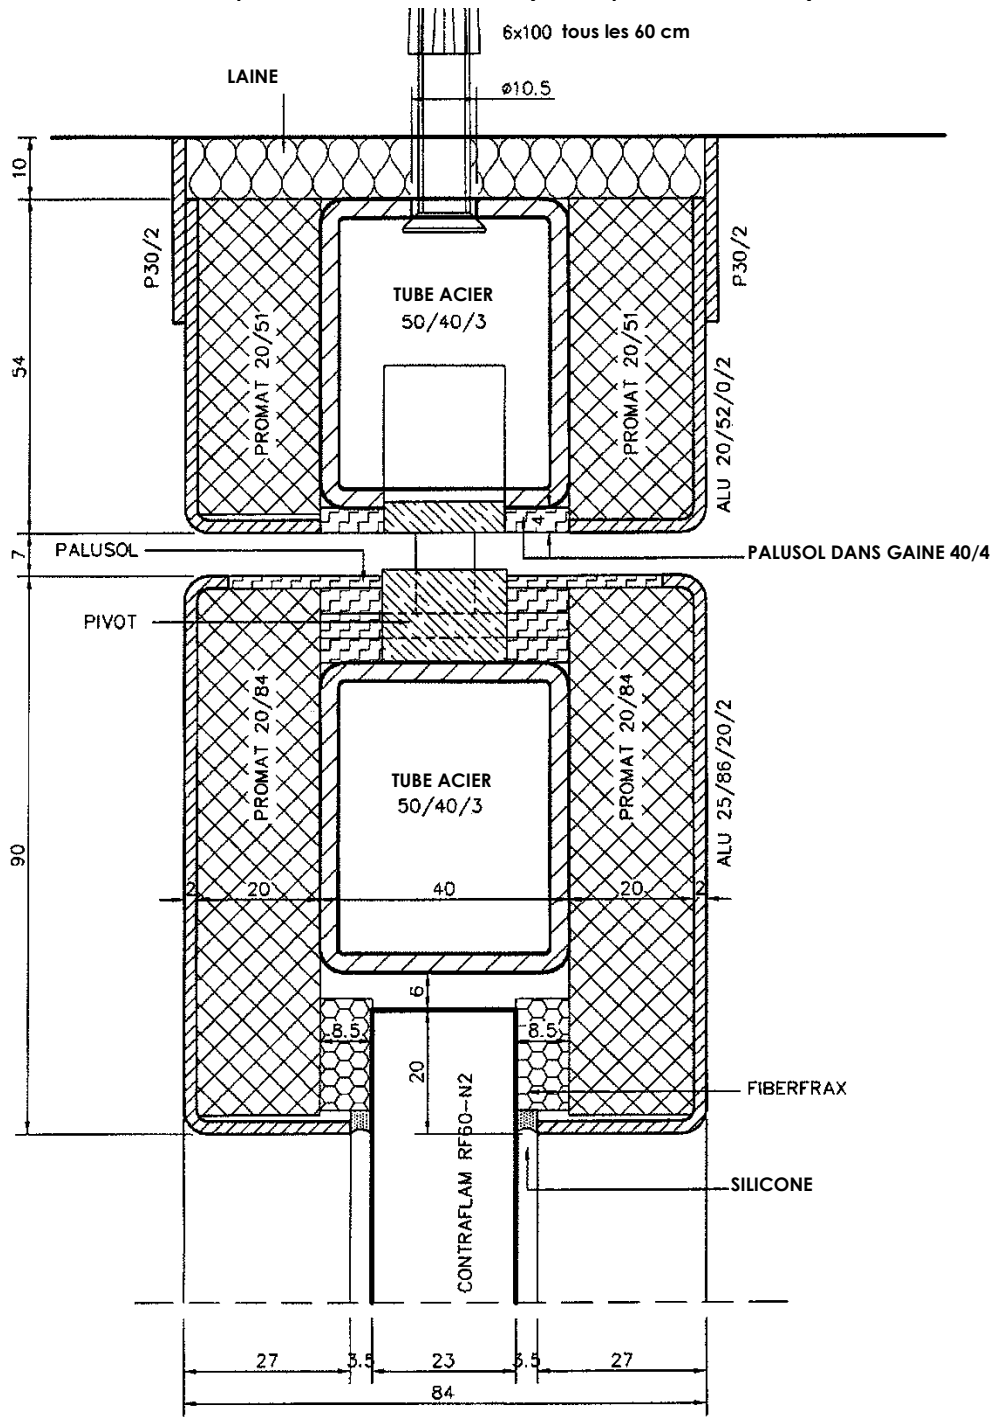 6x100 tous les 60 cm
LAINE
ø10.5
10
P30/2
P30/2
TUBE ACIER
50/40/3
54
PROMAT 20/51
PROMAT 20/51
ALU 20/52/0/2
4
7
PALUSOL
PALUSOL DANS GAINE 40/4
PIVOT
PROMAT 20/84
PROMAT 20/84
TUBE ACIER
50/40/3
ALU 25/86/20/2
90
2
20
40
20
2
6
8.5
8.5
20
FIBERFRAX
CONTRAFLAM RF60-N2
SILICONE
27
3.5
23
3.5
27
84